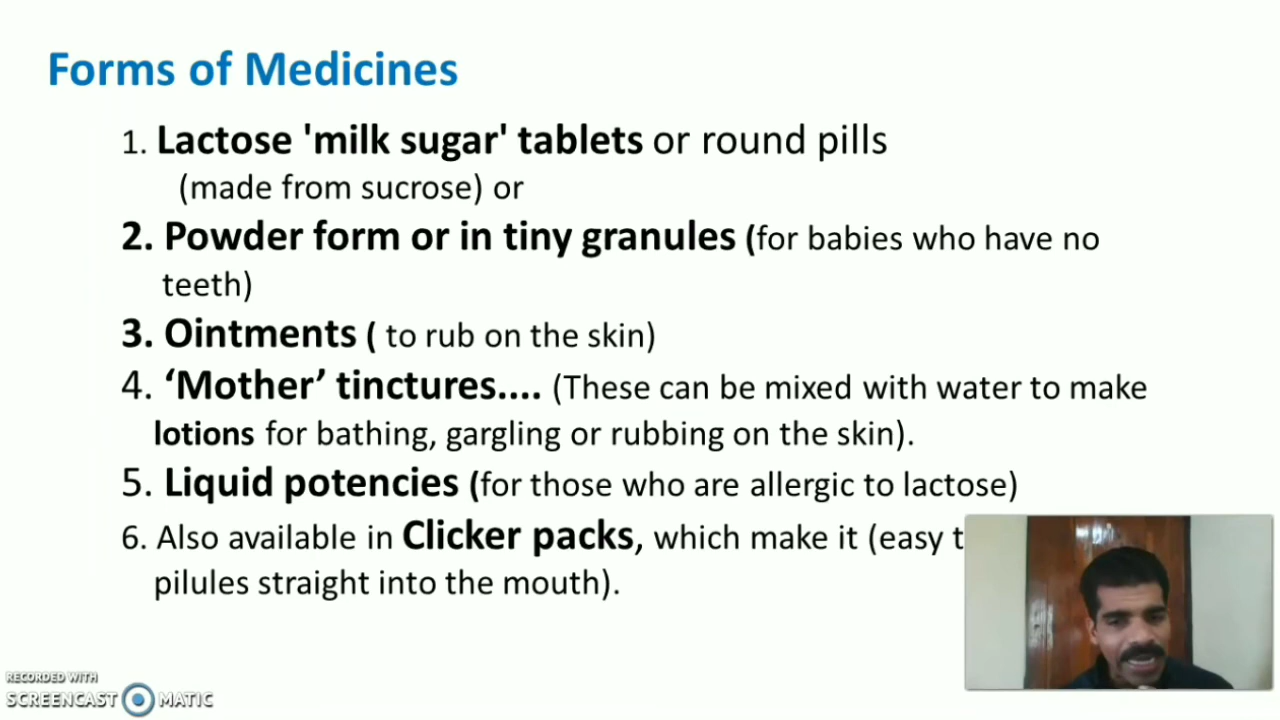 Forms of Medicines
1. Lactose 'milk sugar' tablets or round pills
(made from sucrose) or
2. Powder form or in tiny granules (for babies who have no
teeth)
3. Ointments ( to rub on the skin)
4. ‘Mother’ tinctures.... (These can be mixed with water to make
lotions for bathing, gargling or rubbing on the skin).
5. Liquid potencies (for those who are allergic to lactose)
6. Also available in Clicker packs, which make it (easy t
pilules straight into the mouth).
RECORDED WITH
SCREENCAST MATIC